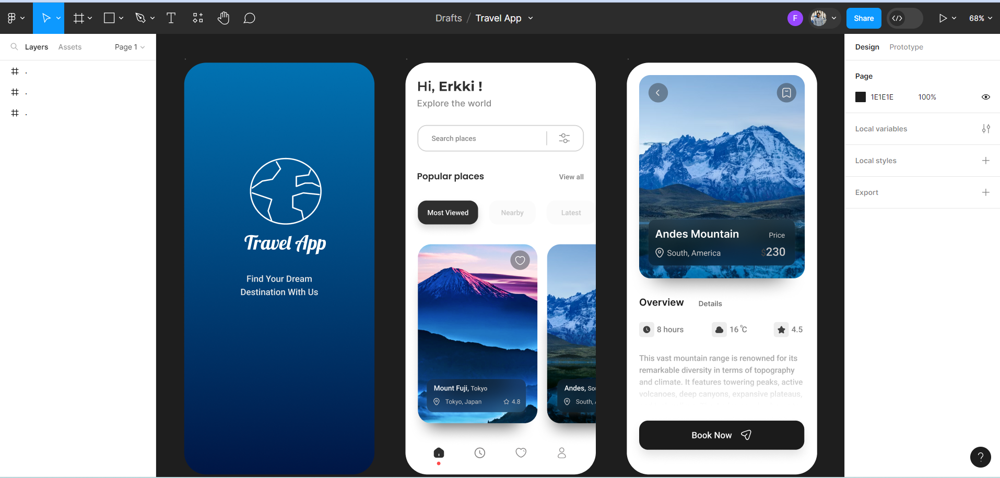 Drafts / Travel App
F
Share
68%
Layers Assets Page 1
.
.
.
Travel App
Find Your Dream
Destination With Us
Hi, Erkki !
Explore the world
Search places
Popular places View all
Most Viewed Nearby Latest
Mount Fuji, Tokyo
Tokyo, Japan 4.8
Andes, Sou
South, A
Andes Mountain Price
South, America $230
Overview Details
8 hours 16 °C 4.5
This vast mountain range is renowned for its
remarkable diversity in terms of topography
and climate. It features towering peaks, active
volcanoes, deep canyons, expansive plateaus,
Book Now
Design Prototype
Page
1E1E1E 100%
Local variables
Local styles
Export
?